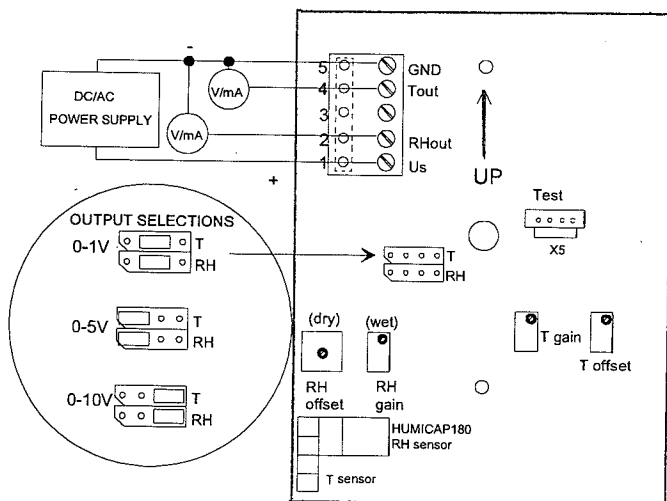 -
DC/AC
POWER SUPPLY
V/mA
V/mA
+
5
4
3
2
1
GND
Tout
RHout
Us
UP
Test
X5
OUTPUT SELECTIONS
0-1V
T
RH
0-5V
T
RH
0-10V
T
RH
T
RH
(dry)
(wet)
RH
offset
RH
gain
T gain
T offset
HUMICAP180
RH sensor
T sensor